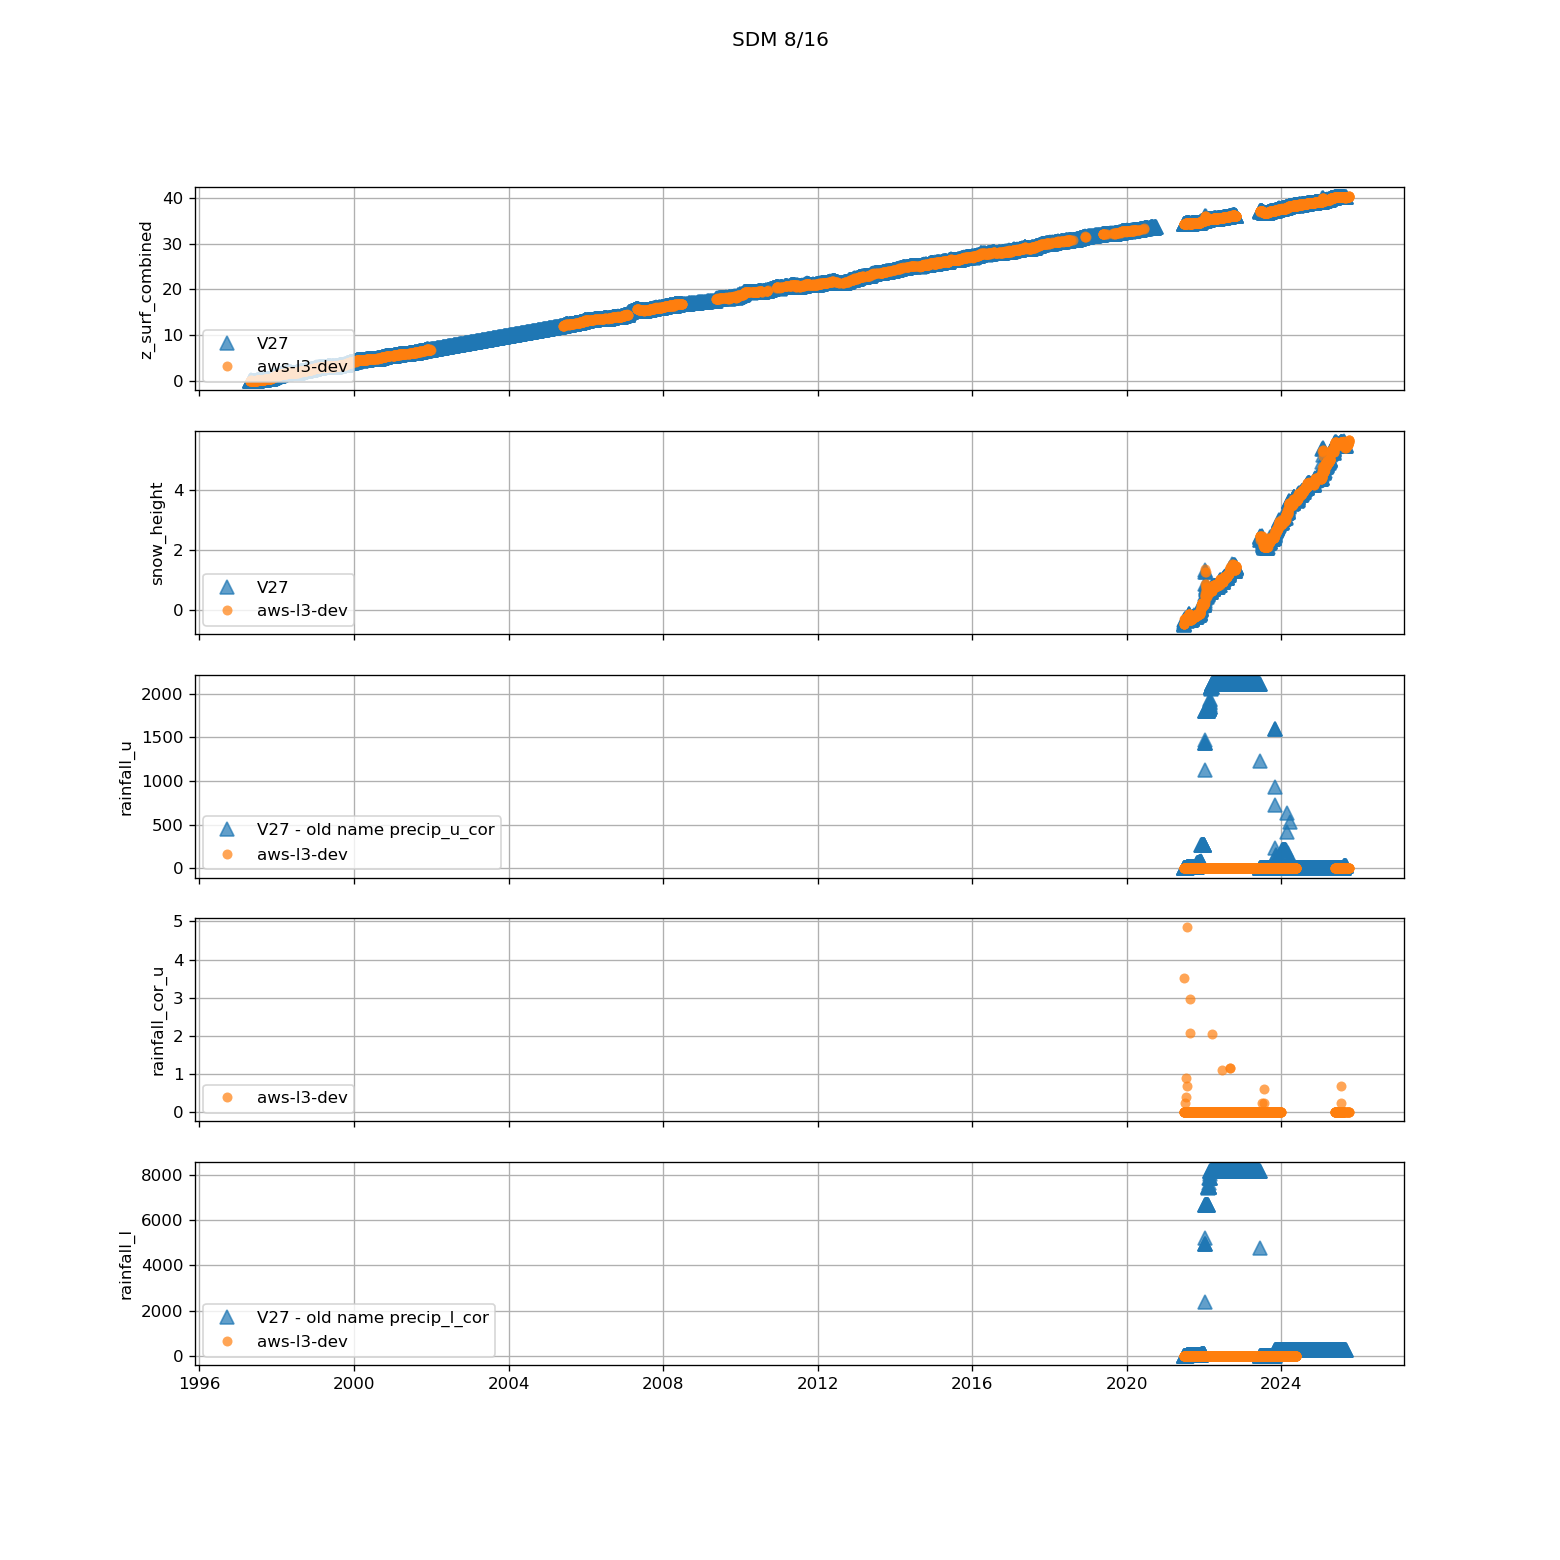 SDM 8/16
40
30
20
10
0
z_surf_combined
V27
aws-l3-dev
4
2
0
snow_height
V27
aws-l3-dev
2000
1500
1000
500
0
rainfall_u
V27 - old name precip_u_cor
aws-l3-dev
5
4
3
2
1
0
rainfall_cor_u
aws-l3-dev
8000
6000
4000
2000
0
rainfall_l
V27 - old name precip_l_cor
aws-l3-dev
1996 2000 2004 2008 2012 2016 2020 2024